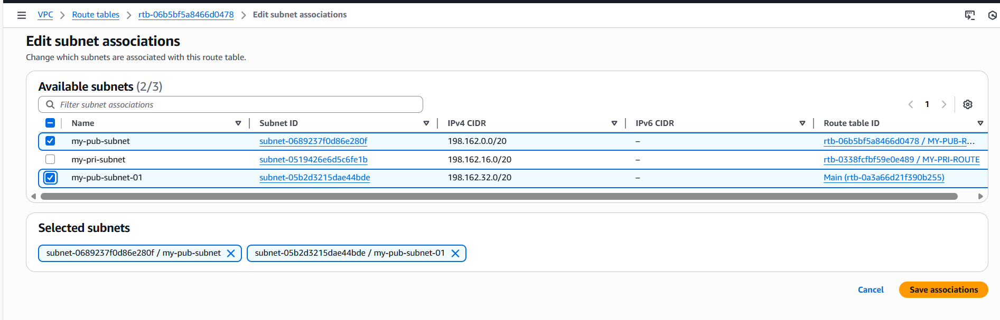 VPC > Route tables > rtb-06b5bf5a8466d0478 > Edit subnet associations
Edit subnet associations
Change which subnets are associated with this route table.
Available subnets (2/3)
Filter subnet associations
1
Name Subnet ID IPv4 CIDR IPv6 CIDR Route table ID
my-pub-subnet subnet-0689237f0d86e280f 198.162.0.0/20 – rtb-06b5bf5a8466d0478 / MY-PUB-R...
my-pri-subnet subnet-0519426e6d5c6fe1b 198.162.16.0/20 – rtb-0338fcfbf59e0e489 / MY-PRI-ROUTE
my-pub-subnet-01 subnet-05b2d3215dae44bde 198.162.32.0/20 – Main (rtb-0a3a66d21f390b255)
Selected subnets
subnet-0689237f0d86e280f / my-pub-subnet subnet-05b2d3215dae44bde / my-pub-subnet-01
Cancel Save associations